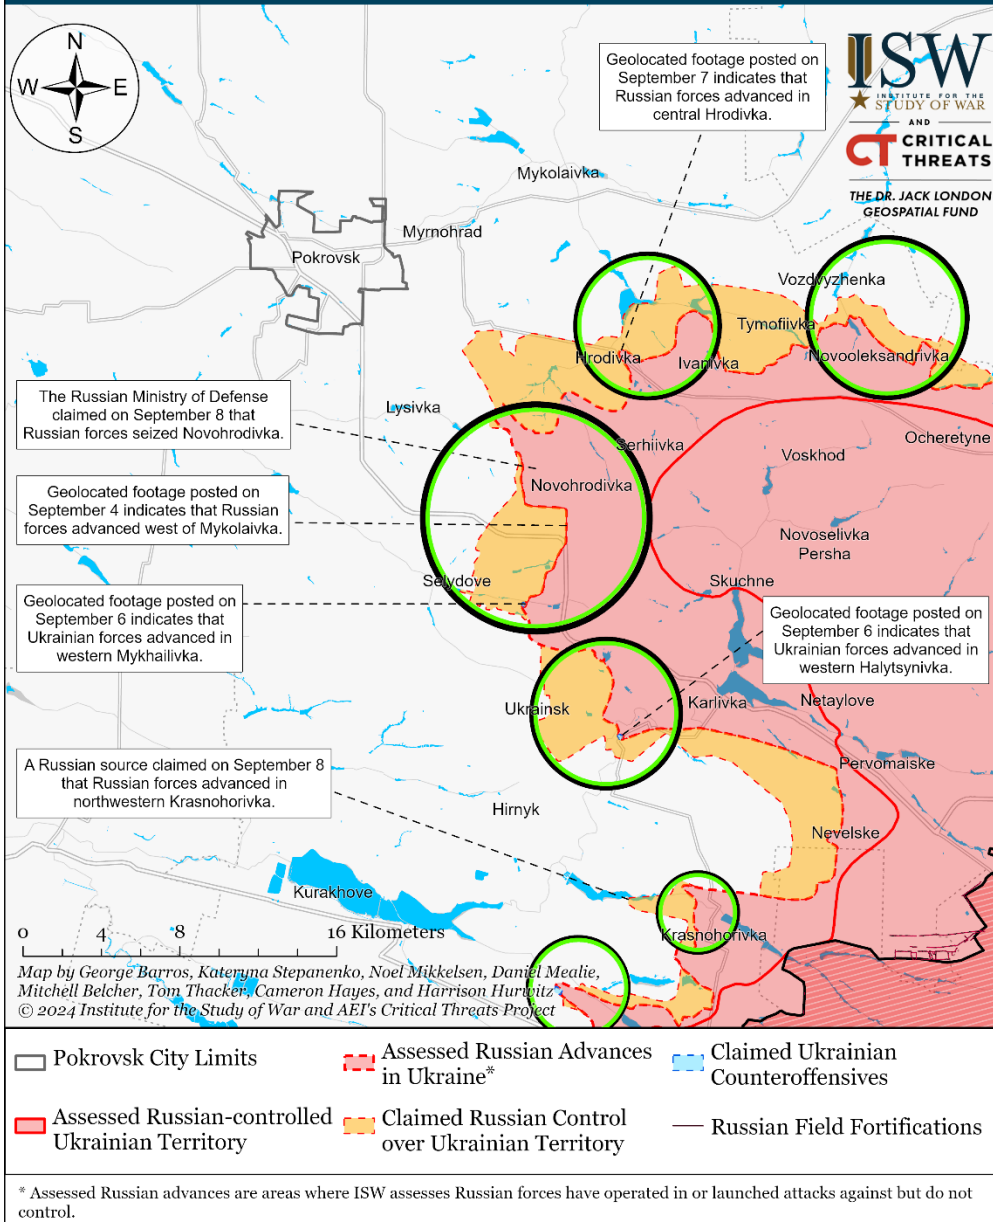 N
W
E
S
Geolocated footage posted on
September 7 indicates that
Russian forces advanced in
central Hrodivka.
ISW
INSTITUTE FOR THE
STUDY OF WAR
AND
CT CRITICAL
THREATS
THE DR. JACK LONDON
GEOSPATIAL FUND
Mykolaivka
Myrnohrad
Pokrovsk
Vozdvyzhenka
Tymofiivka
Hrodivka
Ivanivka
Novooleksandrivka
The Russian Ministry of Defense
claimed on September 8 that
Russian forces seized Novohrodivka.
Lysivka
Serhiivka
Ocheretyne
Voskhod
Geolocated footage posted on
September 4 indicates that Russian
forces advanced west of Mykolaivka.
Novohrodivka
Novoselivka
Persha
Selydove
Skuchne
Geolocated footage posted on
September 6 indicates that
Ukrainian forces advanced in
western Mykhailivka.
Geolocated footage posted on
September 6 indicates that
Ukrainian forces advanced in
western Halytsynivka.
Ukrainsk
Karlivka
Netaylove
A Russian source claimed on September 8
that Russian forces advanced in
northwestern Krasnohorivka.
Pervomaiske
Hirnyk
Nevelske
Kurakhove
Krasnohorivka
0 4 8 16 Kilometers
Map by George Barros, Kateryna Stepanenko, Noel Mikkelsen, Daniel Mealie,
Mitchell Belcher, Tom Thacker, Cameron Hayes, and Harrison Hurwitz
© 2024 Institute for the Study of War and AEI's Critical Threats Project
Pokrovsk City Limits
Assessed Russian Advances
in Ukraine*
Claimed Ukrainian
Counteroffensives
Assessed Russian-controlled
Ukrainian Territory
Claimed Russian Control
over Ukrainian Territory
Russian Field Fortifications
* Assessed Russian advances are areas where ISW assesses Russian forces have operated in or launched attacks against but do not
control.